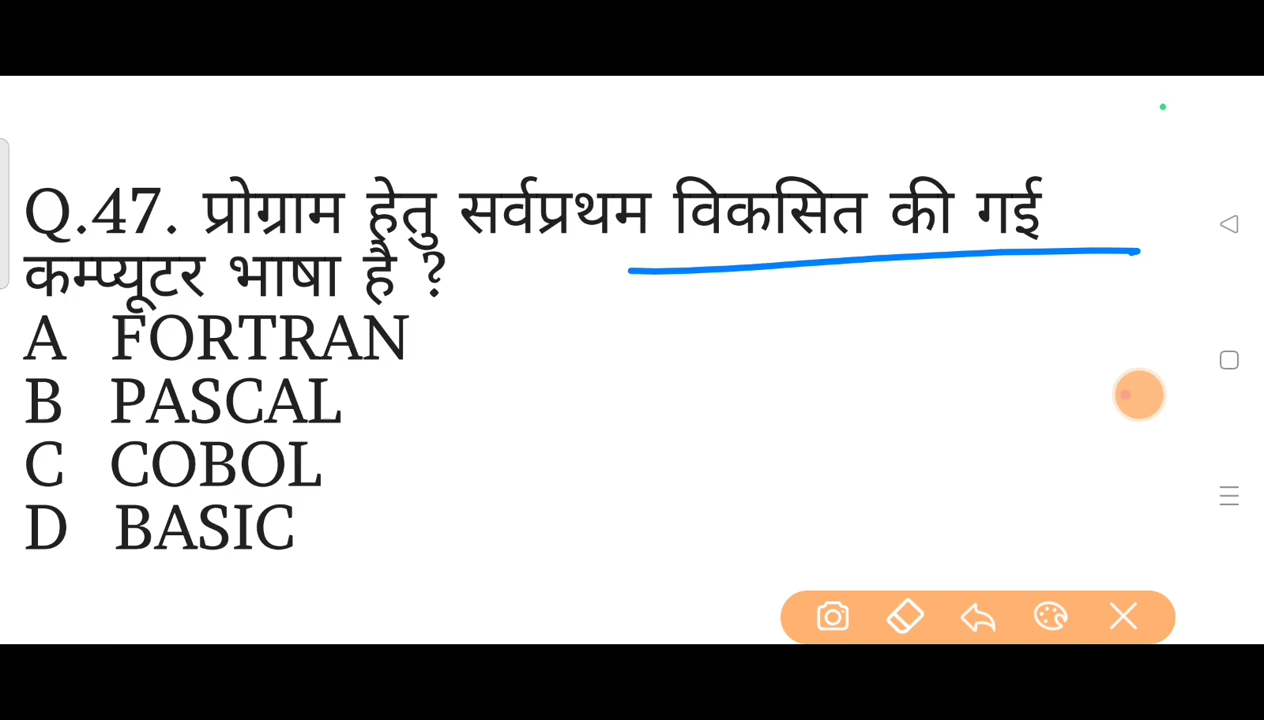 Q.47. प्रोग्राम हेतु सर्वप्रथम विकसित की गई
कम्प्यूटर भाषा है ?
A FORTRAN
B PASCAL
C COBOL
D BASIC